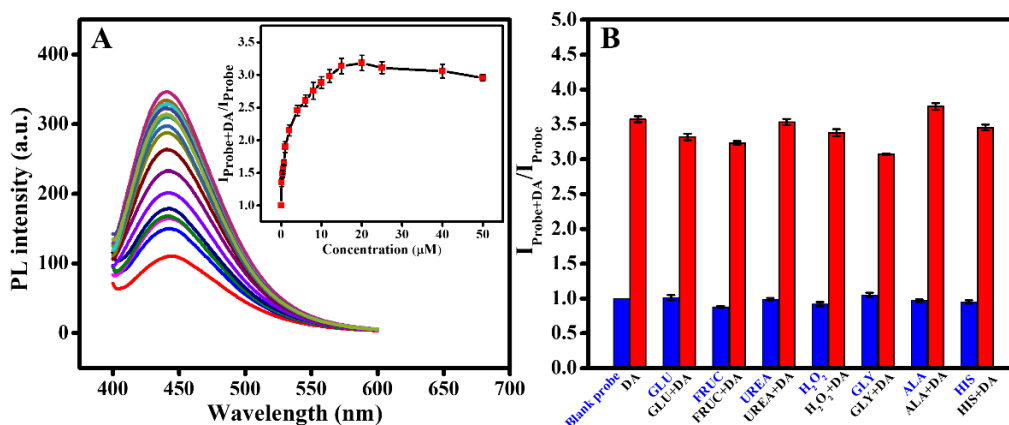 A
PL intensity (a.u.)
400
300
200
100
0
400
450
500
550
600
650
700
Wavelength (nm)
I Probe+DA/I Probe
3.5
3.0
2.5
2.0
1.5
1.0
0
10
20
30
40
50
Concentration (μM)
B
I Probe+DA/I Probe
5.0
4.5
4.0
3.5
3.0
2.5
2.0
1.5
1.0
0.5
0.0
Blank probe
DA
GLU
GLU+DA
FRUC
FRUC+DA
UREA
UREA+DA
H₂O₂
H₂O₂+DA
GLY
GLY+DA
ALA
ALA+DA
HIS
HIS+DA